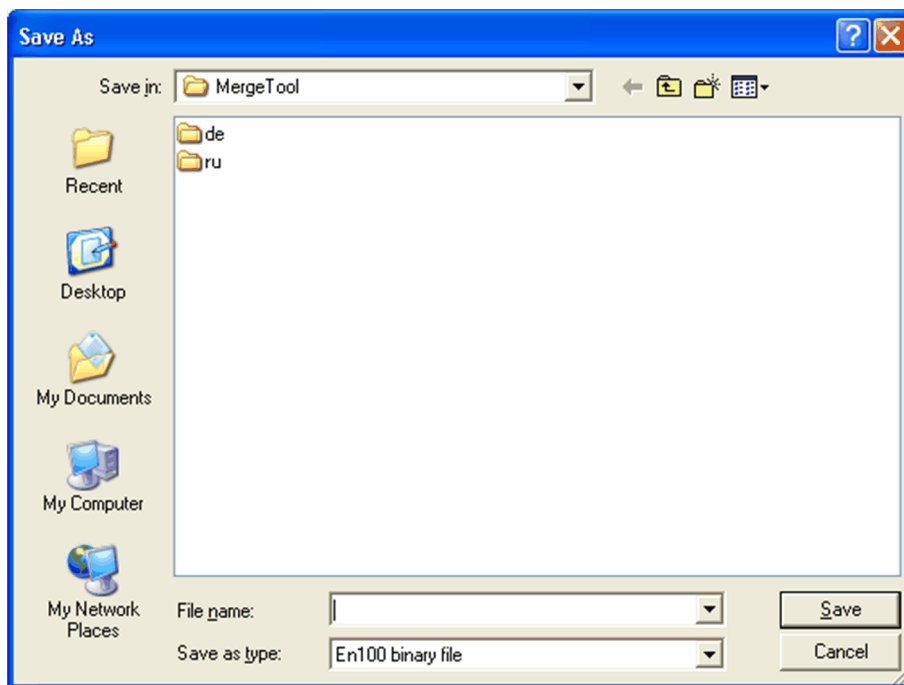 Save As
Save in:
MergeTool
de
ru
Recent
Desktop
My Documents
My Computer
My Network
Places
File name:
Save
Save as type:
En100 binary file
Cancel